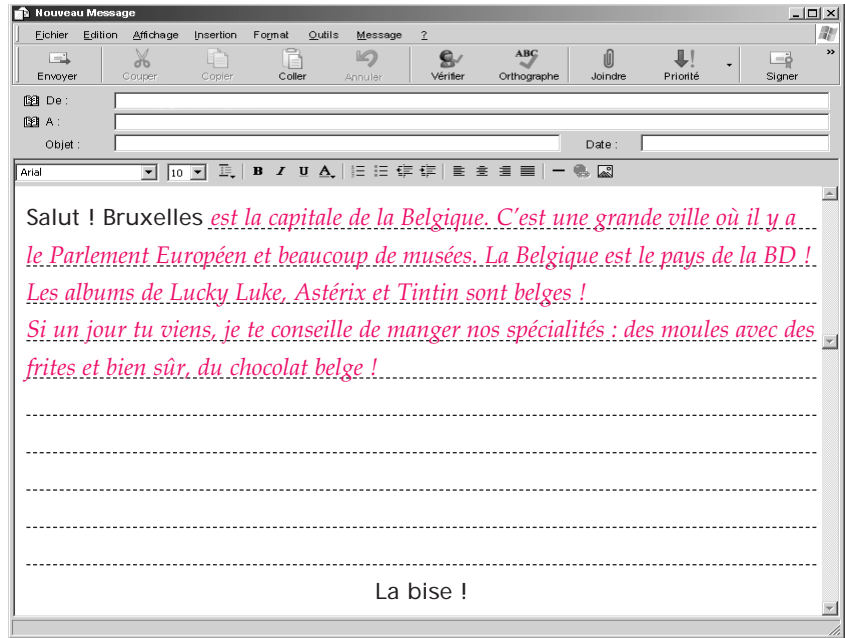 Nouveau Message
Fichier Edition Affichage Insertion Format Outils Message ?
Envoyer Couper Copier Coller Annuler Vérifier Orthographe Joindre Priorité Signer »
ABC
De :
A :
Objet : Date :
Arial 10 B I U A
Salut ! Bruxelles est la capitale de la Belgique. C'est une grande ville où il y a
le Parlement Européen et beaucoup de musées. La Belgique est le pays de la BD !
Les albums de Lucky Luke, Astérix et Tintin sont belges !
Si un jour tu viens, je te conseille de manger nos spécialités : des moules avec des
frites et bien sûr, du chocolat belge !
La bise !